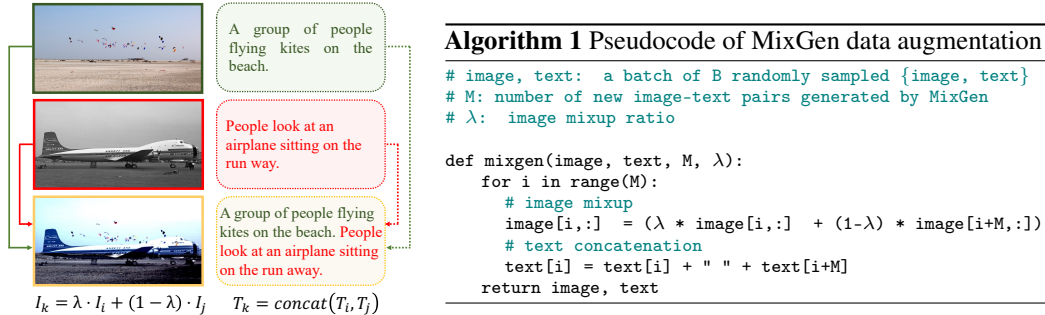 A group of people
flying kites on the
beach.
People look at an
airplane sitting on the
run way.
A group of people flying
kites on the beach. People
look at an airplane sitting
on the run away.
I_k = λ · I_i + (1 − λ) · I_j
T_k = concat(T_i, T_j)
Algorithm 1 Pseudocode of MixGen data augmentation
# image, text: a batch of B randomly sampled {image, text}
# M: number of new image-text pairs generated by MixGen
# λ: image mixup ratio
def mixgen(image, text, M, λ):
for i in range(M):
# image mixup
image[i,:] = (λ * image[i,:] + (1-λ) * image[i+M,:])
# text concatenation
text[i] = text[i] + " " + text[i+M]
return image, text